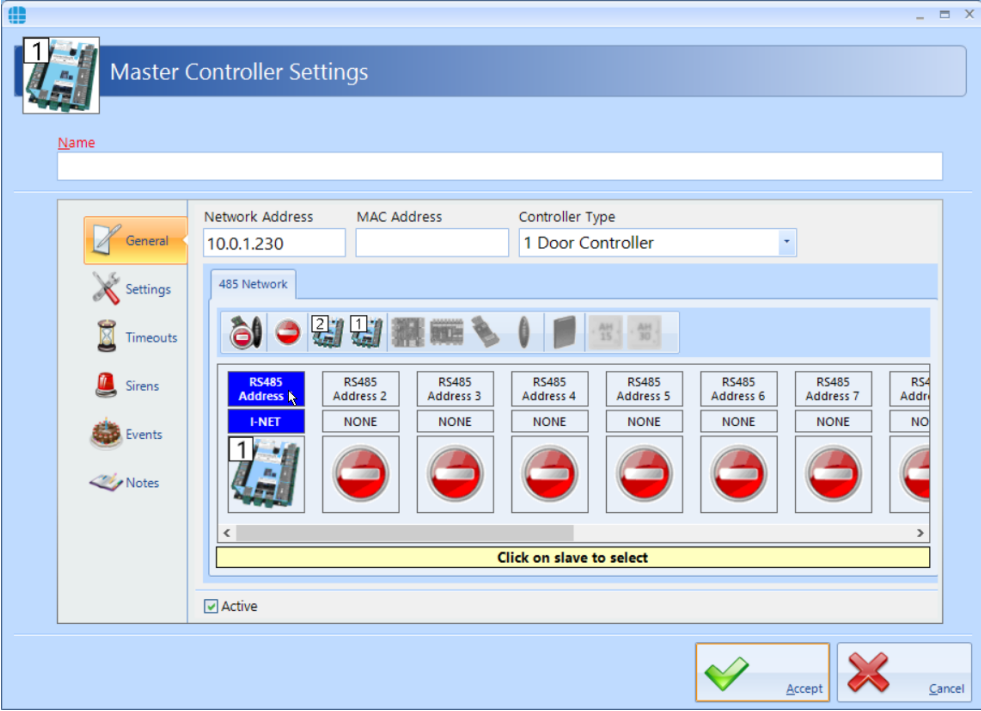 1
Master Controller Settings
Name
General
Settings
Timeouts
Sirens
Events
Notes
Network Address
MAC Address
Controller Type
10.0.1.230
1 Door Controller
485 Network
2
1
AH
15
AH
30
RS485
Address
RS485
Address 2
RS485
Address 3
RS485
Address 4
RS485
Address 5
RS485
Address 6
RS485
Address 7
RS4
Addre
I-NET
NONE
NONE
NONE
NONE
NONE
NONE
NO
1
Click on slave to select
Active
Accept
Cancel